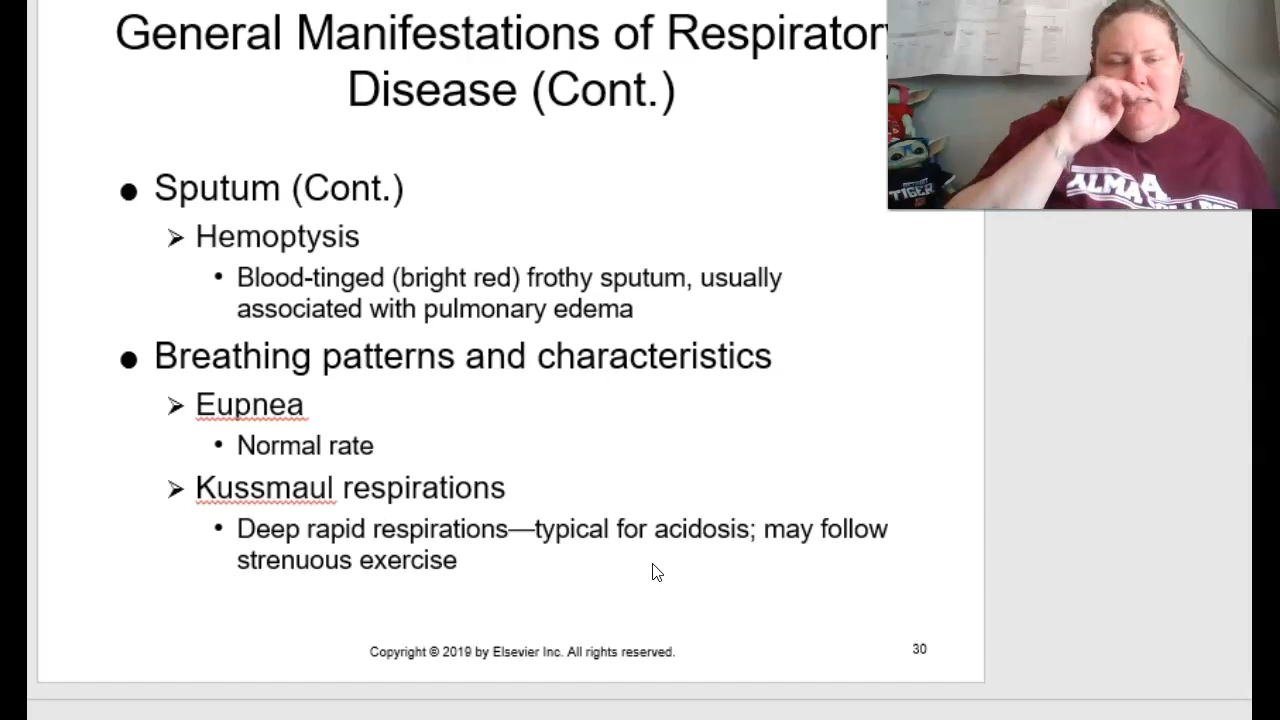 General Manifestations of Respiratory
Disease (Cont.)
● Sputum (Cont.)
➢ Hemoptysis
• Blood-tinged (bright red) frothy sputum, usually
associated with pulmonary edema
● Breathing patterns and characteristics
➢ Eupnea
• Normal rate
➢ Kussmaul respirations
• Deep rapid respirations—typical for acidosis; may follow
strenuous exercise
Copyright © 2019 by Elsevier Inc. All rights reserved.
30
TIGER
ALMA